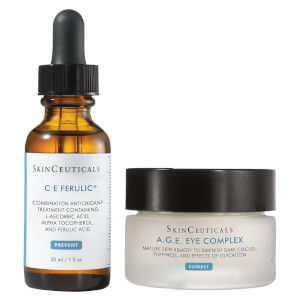 SKINCEUTICALS
C E FERULIC®
COMBINATION ANTIOXIDANT
TREATMENT CONTAINING
L-ASCORBIC ACID,
ALPHA TOCOPHEROL,
AND FERULIC ACID
PREVENT
30 ml / 1 fl oz
SKINCEUTICALS
A.G.E. EYE COMPLEX
MATURE SKIN REMEDY TO DIMINISH DARK CIRCLES,
PUFFINESS, AND EFFECTS OF GLYCATION
CORRECT